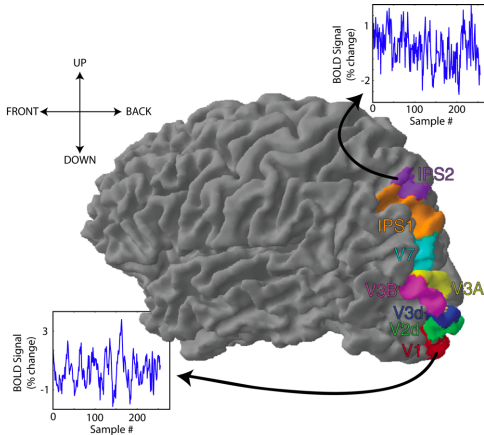 1
-2
BOLD Signal
(% change)
0
100
200
Sample #
UP
FRONT
BACK
DOWN
IPS2
IPS1
V7
V3A
V3B
V3d
V2d
V1
4
-1
BOLD Signal
(% change)
0
100
200
Sample #